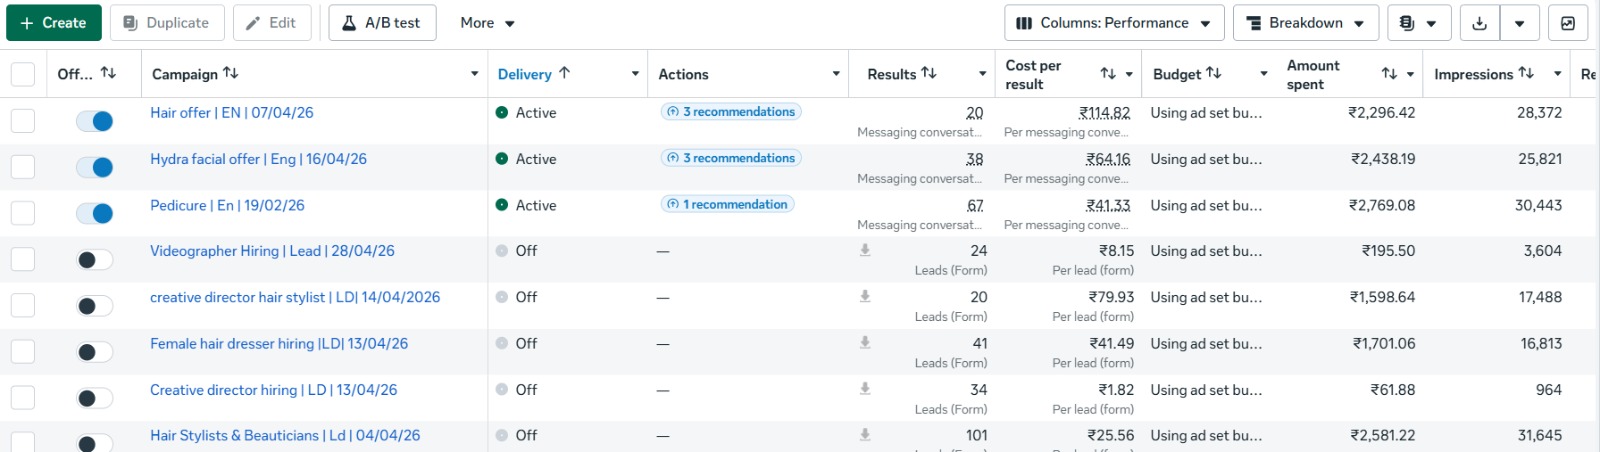 + Create Duplicate Edit A/B test More Columns: Performance Breakdown
Off... Campaign Delivery Actions Results Cost per result Budget Amount spent Impressions Re
Hair offer | EN | 07/04/26 Active 3 recommendations 20 ₹114.82 Using ad set bu... ₹2,296.42 28,372
Messaging conversat... Per messaging conve...
Hydra facial offer | Eng | 16/04/26 Active 3 recommendations 38 ₹64.16 Using ad set bu... ₹2,438.19 25,821
Messaging conversat... Per messaging conve...
Pedicure | En | 19/02/26 Active 1 recommendation 67 ₹41.33 Using ad set bu... ₹2,769.08 30,443
Messaging conversat... Per messaging conve...
Videographer Hiring | Lead | 28/04/26 Off — 24 ₹8.15 Using ad set bu... ₹195.50 3,604
Leads (Form) Per lead (form)
creative director hair stylist | LD| 14/04/2026 Off — 20 ₹79.93 Using ad set bu... ₹1,598.64 17,488
Leads (Form) Per lead (form)
Female hair dresser hiring |LD| 13/04/26 Off — 41 ₹41.49 Using ad set bu... ₹1,701.06 16,813
Leads (Form) Per lead (form)
Creative director hiring | LD | 13/04/26 Off — 34 ₹1.82 Using ad set bu... ₹61.88 964
Leads (Form) Per lead (form)
Hair Stylists & Beauticians | Ld | 04/04/26 Off — 101 ₹25.56 Using ad set bu... ₹2,581.22 31,645